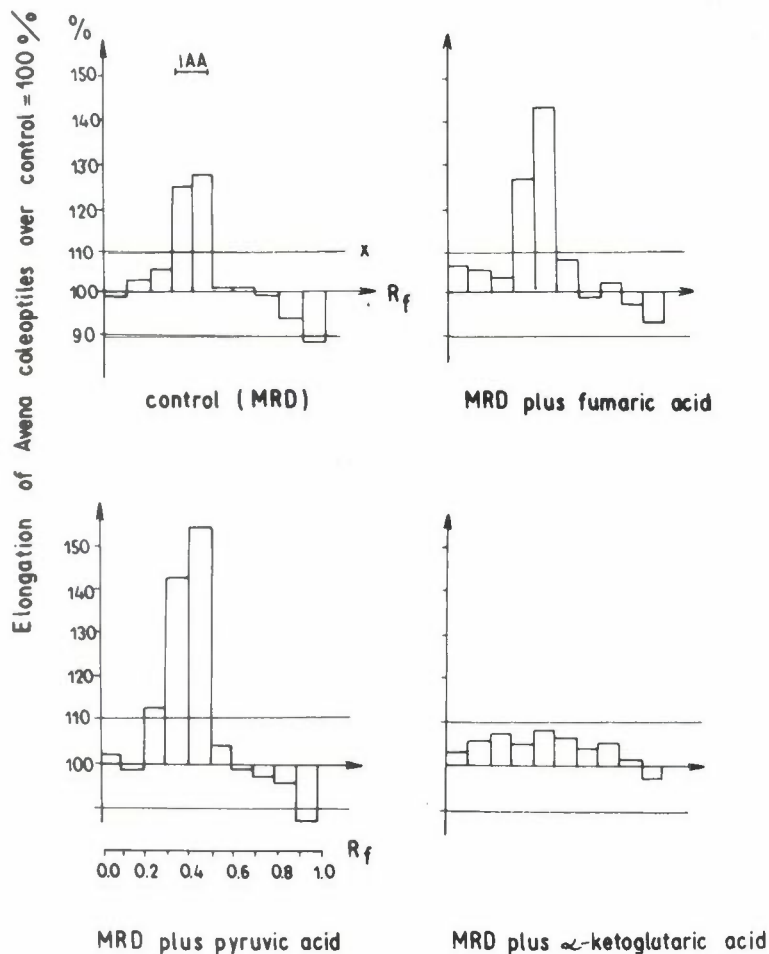 Elongation of Avena coleoptiles over control = 100 %
%
150
140
130
120
110
100
90
IAA
x
Rf
control (MRD)
MRD plus fumaric acid
150
140
130
120
110
100
0.0 0.2 0.4 0.6 0.8 1.0
Rf
MRD plus pyruvic acid
MRD plus α-ketoglutaric acid